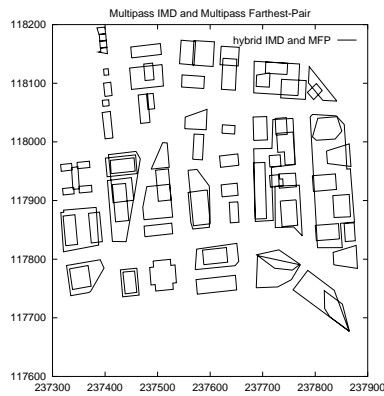 Multipass IMD and Multipass Farthest-Pair
hybrid IMD and MFP
118200
118100
118000
117900
117800
117700
117600
237300 237400 237500 237600 237700 237800 237900